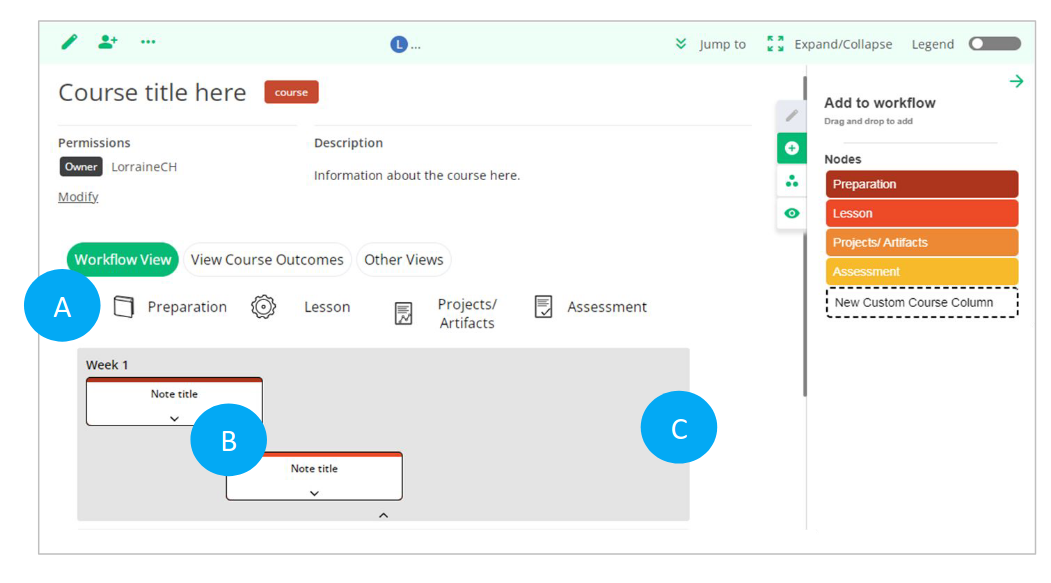 L ...
Jump to
Expand/Collapse
Legend
Course title here
course
Permissions
Owner LorraineCH
Modify
Description
Information about the course here.
Workflow View
View Course Outcomes
Other Views
A
Preparation
Lesson
Projects/
Artifacts
Assessment
Week 1
Note title
B
Note title
C
Add to workflow
Drag and drop to add
Nodes
Preparation
Lesson
Projects/ Artifacts
Assessment
New Custom Course Column